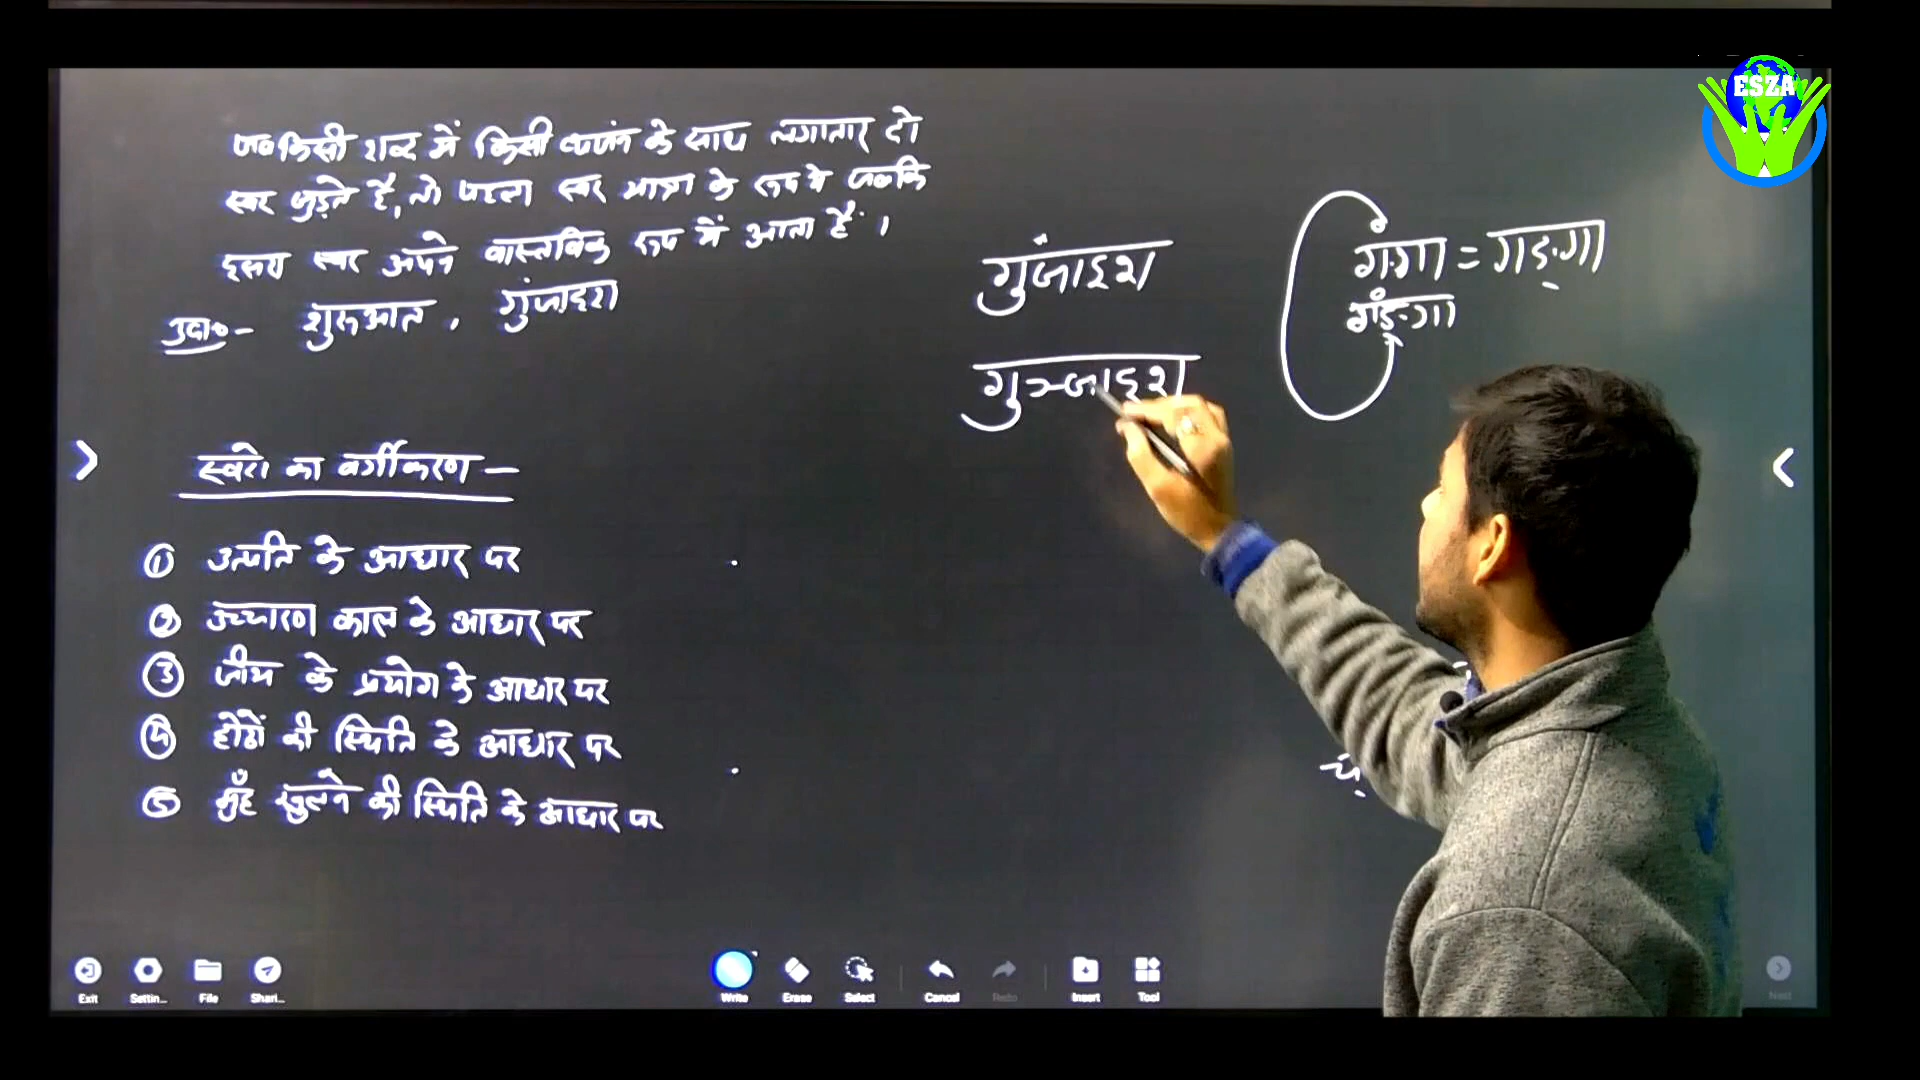 जब किसी शब्द में किसी व्यजंन के साथ लगातार दो
स्वर जुड़ते है, तो पहला स्वर मात्रा के रूप मे जबकि
दूसरा स्वर अपने वास्तविक रूप में आता है।
उदा०:- शुरूआत, गुंजाइश
स्वरो का वर्गीकरण –
① उत्पति के आधार पर
② उच्चारण काल के आधार पर
③ जीभ के प्रयोग के आधार पर
④ होठों की स्थिति के आधार पर
⑤ मुँह खुलने की स्थिति के आधार पर
गुंजाइश
गुञ्जाइश
गंगा = गङ्गा
गंङ्गा
ESZA
Exit
Settin...
File
Shari...
Write
Erase
Select
Cancel
Redo
Insert
Tool
Next